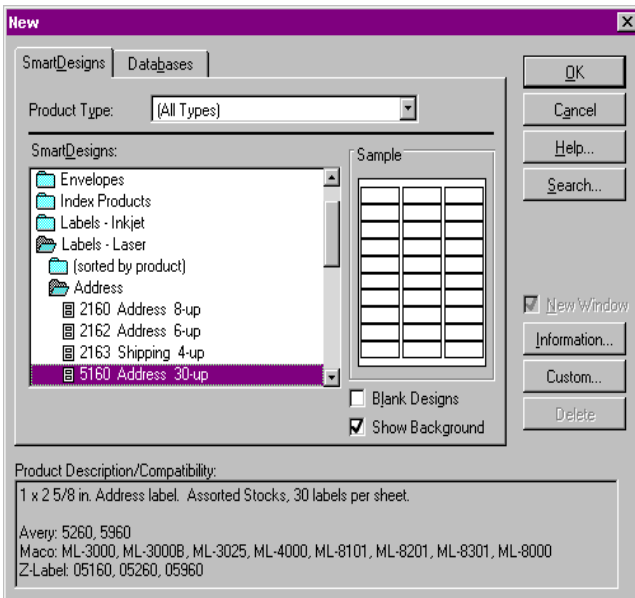 New
SmartDesigns
Databases
Product Type:
(All Types)
SmartDesigns:
Envelopes
Index Products
Labels - Inkjet
Labels - Laser
(sorted by product)
Address
2160 Address 8-up
2162 Address 6-up
2163 Shipping 4-up
5160 Address 30-up
Sample
Blank Designs
Show Background
OK
Cancel
Help...
Search...
New Window
Information...
Custom...
Delete
Product Description/Compatibility:
1 x 2 5/8 in. Address label. Assorted Stocks, 30 labels per sheet.
Avery: 5260, 5960
Maco: ML-3000, ML-3000B, ML-3025, ML-4000, ML-8101, ML-8201, ML-8301, ML-8000
Z-Label: 05160, 05260, 05960